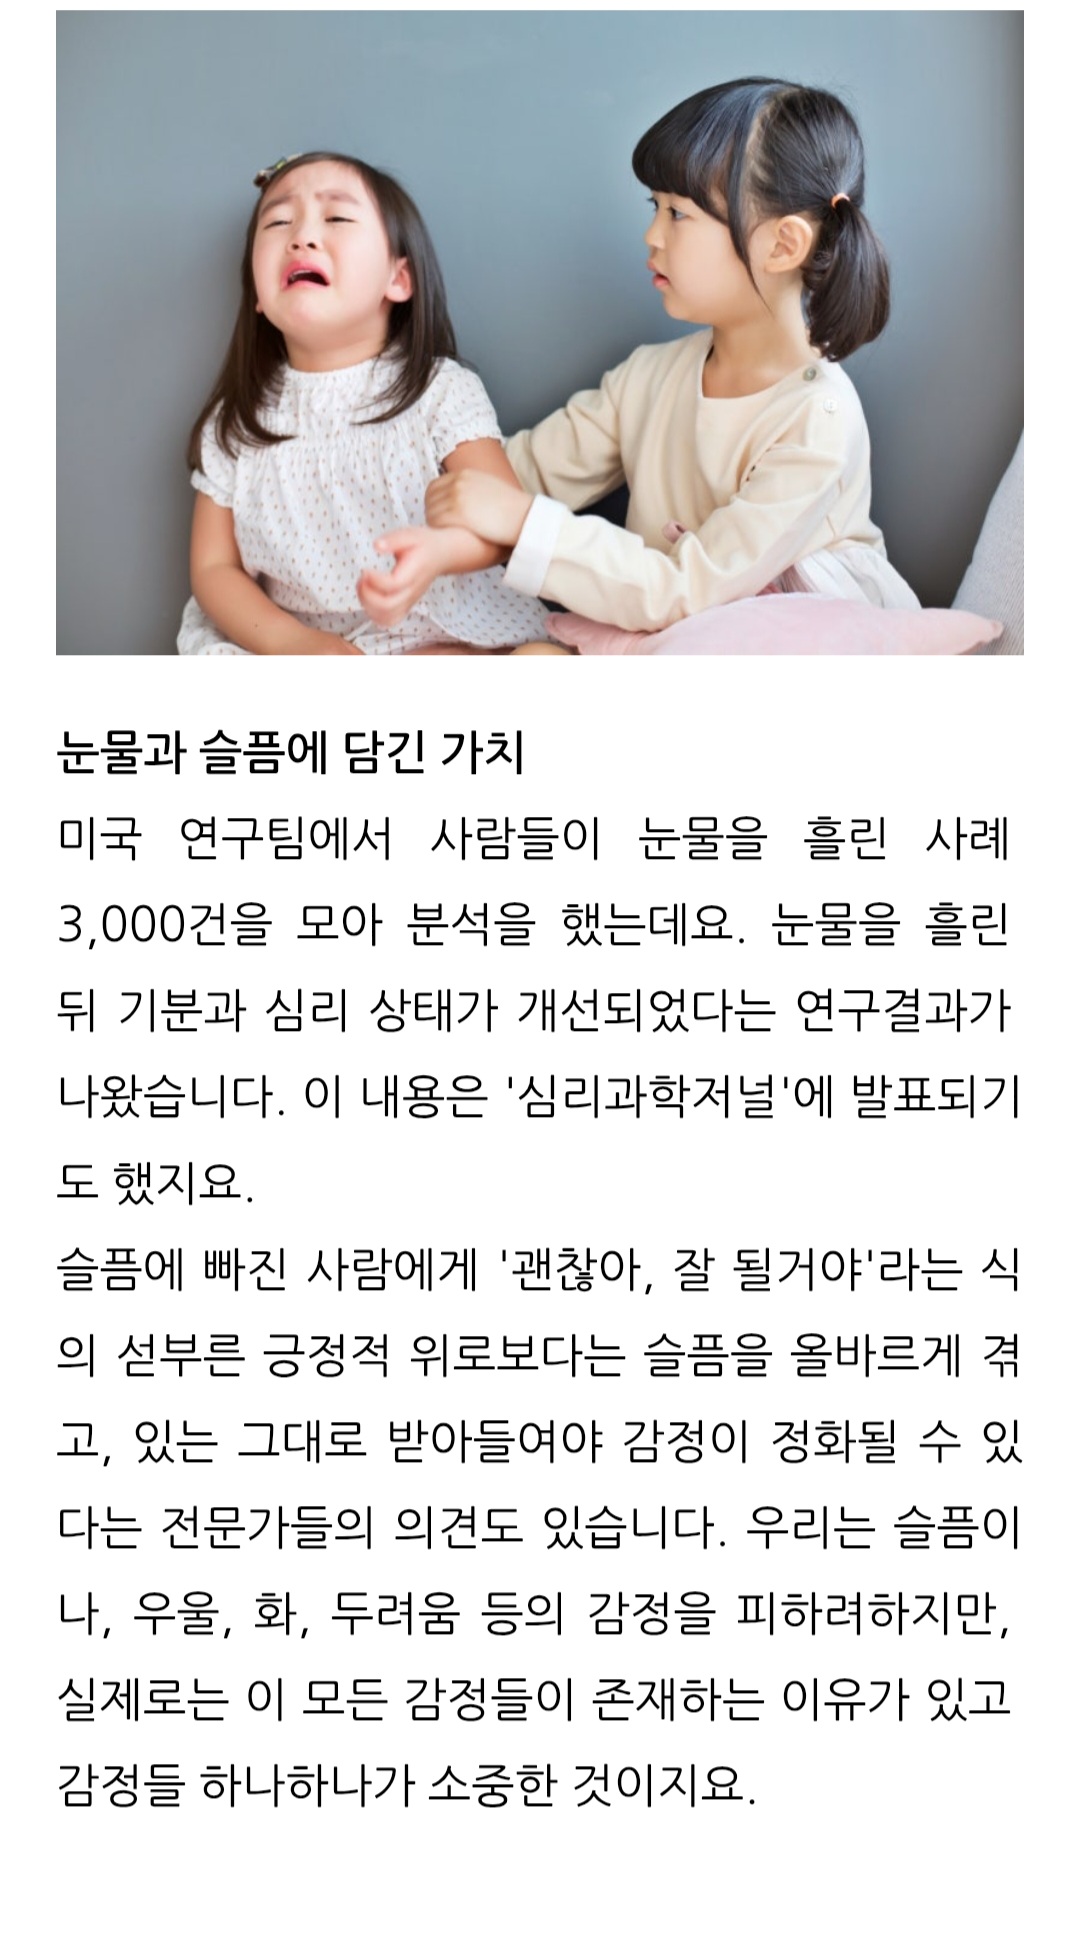 눈물과 슬픔에 담긴 가치
미국 연구팀에서 사람들이 눈물을 흘린 사례
3,000건을 모아 분석을 했는데요. 눈물을 흘린
뒤 기분과 심리 상태가 개선되었다는 연구결과가
나왔습니다. 이 내용은 '심리과학저널'에 발표되기
도 했지요.
슬픔에 빠진 사람에게 '괜찮아, 잘 될거야'라는 식
의 섣부른 긍정적 위로보다는 슬픔을 올바르게 겪
고, 있는 그대로 받아들여야 감정이 정화될 수 있
다는 전문가들의 의견도 있습니다. 우리는 슬픔이
나, 우울, 화, 두려움 등의 감정을 피하려하지만,
실제로는 이 모든 감정들이 존재하는 이유가 있고
감정들 하나하나가 소중한 것이지요.